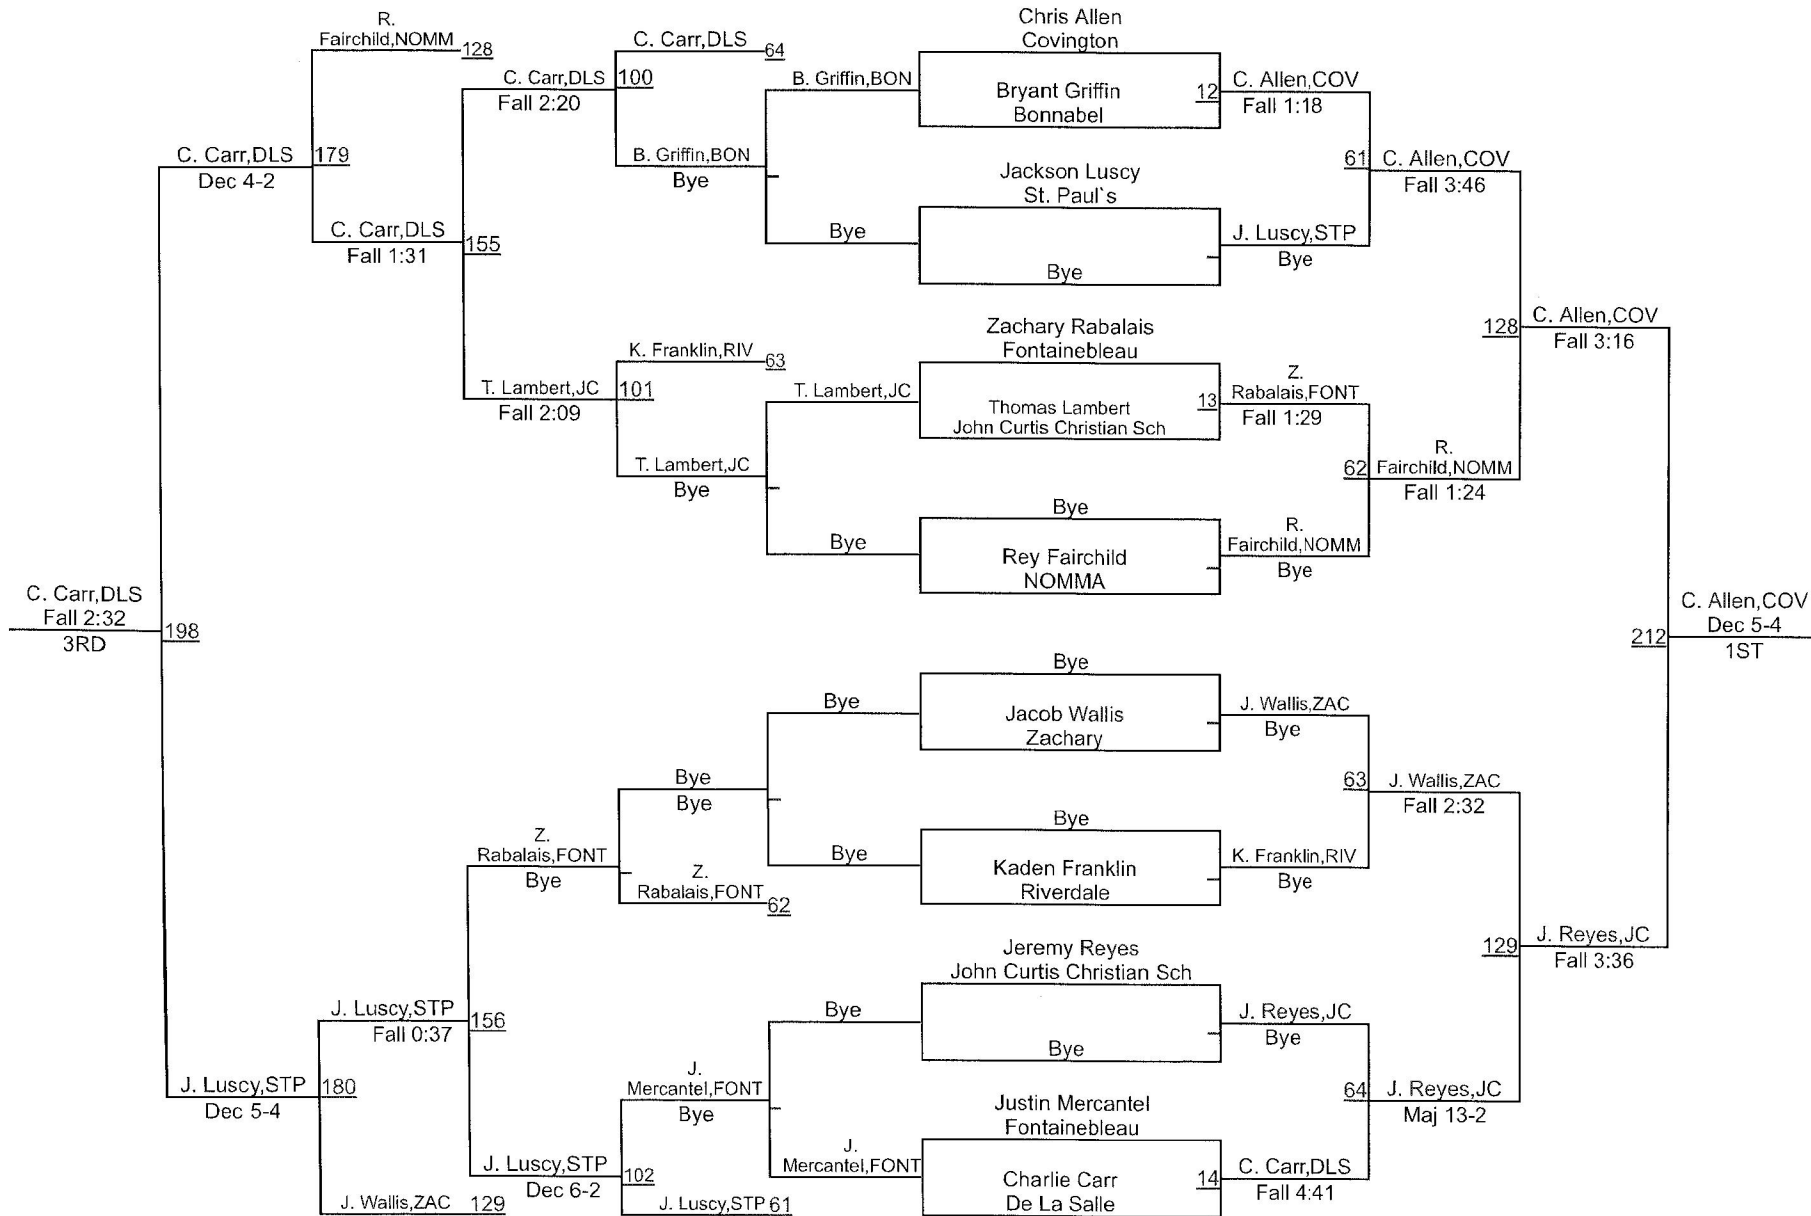 R.
Fairchild,NOMM 128
C. Carr,DLS 179
Dec 4-2
C. Carr,DLS 155
Fall 1:31
C. Carr,DLS 100
Fall 2:20
C. Carr,DLS 64
B. Griffin,BON
Bye
B. Griffin,BON
Bye
K. Franklin,RIV 63
T. Lambert,JC 101
Fall 2:09
T. Lambert,JC
Bye
T. Lambert,JC
Bye
C. Carr,DLS
Fall 2:32
3RD
198
Bye
Bye
Bye
Bye
Z.
Rabalais,FONT
Bye
Z.
Rabalais,FONT 62
J. Luscy,STP 156
Fall 0:37
J. Luscy,STP 180
Dec 5-4
J. Wallis,ZAC 129
J. Luscy,STP 102
Dec 6-2
J.
Mercantel,FONT
Bye
J. Luscy,STP 61
Bye
J.
Mercantel,FONT
Chris Allen
Covington
Bryant Griffin
Bonnabel
12
Jackson Luscy
St. Paul`s
Bye
Zachary Rabalais
Fontainebleau
Thomas Lambert
John Curtis Christian Sch
13
Bye
Rey Fairchild
NOMMA
Bye
Jacob Wallis
Zachary
Bye
Kaden Franklin
Riverdale
Jeremy Reyes
John Curtis Christian Sch
Bye
Justin Mercantel
Fontainebleau
Charlie Carr
De La Salle
14
C. Allen,COV
Fall 1:18
J. Luscy,STP
Bye
61 C. Allen,COV
Fall 3:46
Z.
Rabalais,FONT
Fall 1:29
R.
Fairchild,NOMM
Bye
R.
62 Fairchild,NOMM
Fall 1:24
128 C. Allen,COV
Fall 3:16
J. Wallis,ZAC
Bye
K. Franklin,RIV
Bye
63 J. Wallis,ZAC
Fall 2:32
J. Reyes,JC
Bye
C. Carr,DLS
Fall 4:41
64 J. Reyes,JC
Maj 13-2
129 J. Reyes,JC
Fall 3:36
C. Allen,COV
212 Dec 5-4
1ST